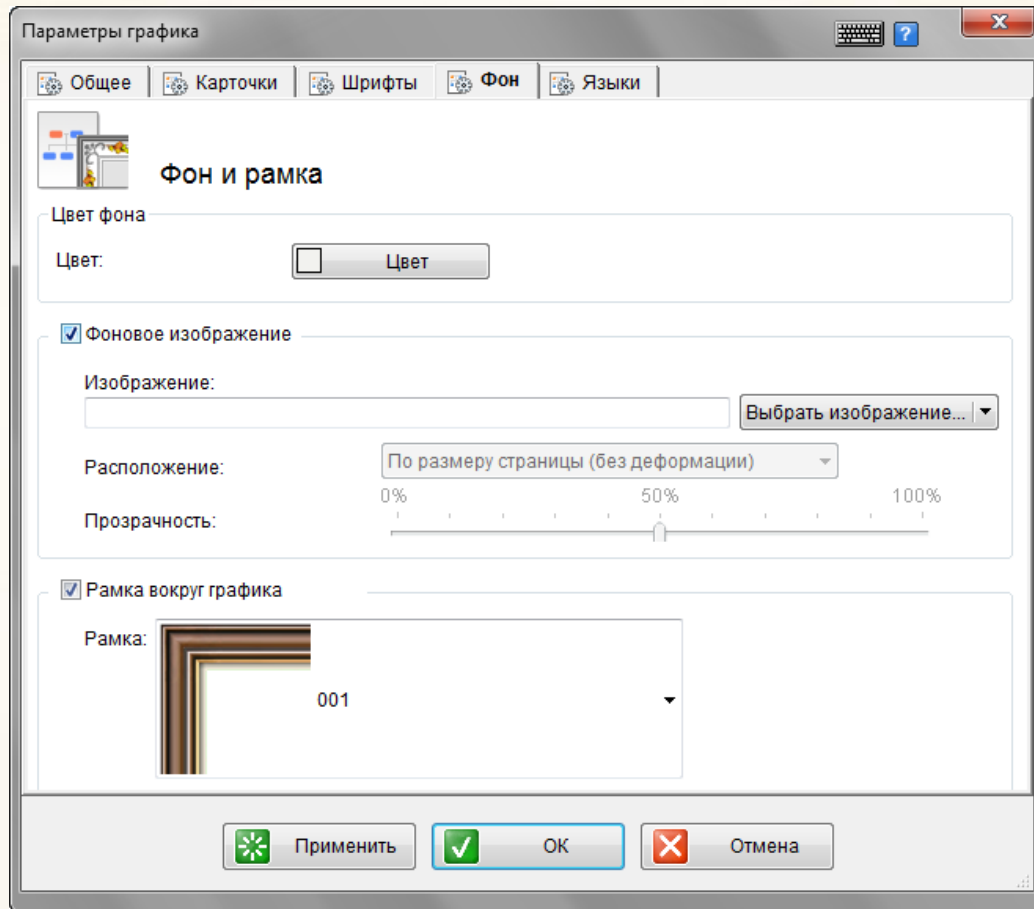 Параметры графика
?
Общее Карточки Шрифты Фон Языки
Фон и рамка
Цвет фона
Цвет: Цвет
Фоновое изображение
Изображение:
Выбрать изображение...
Расположение: По размеру страницы (без деформации)
0% 50% 100%
Прозрачность:
Рамка вокруг графика
Рамка: 001
Применить ОК Отмена